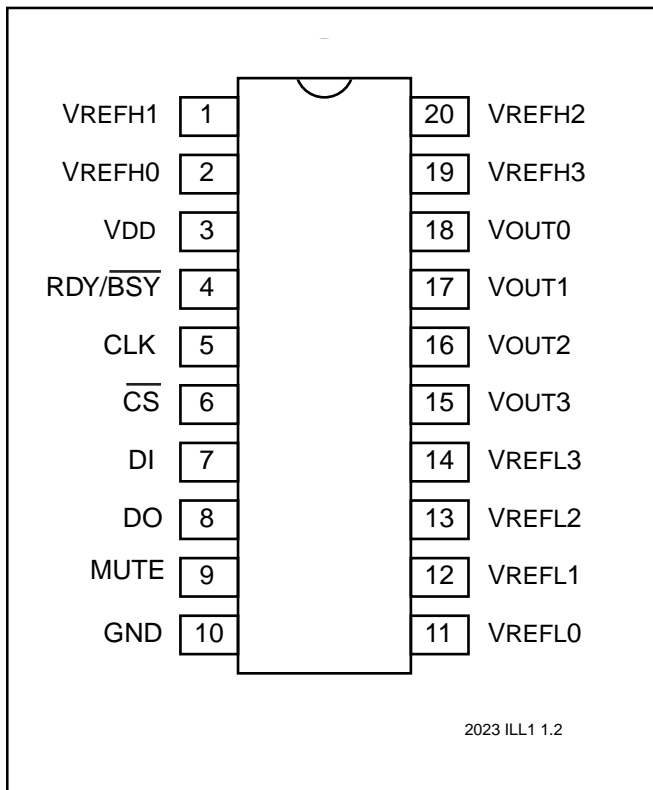 VREFH1 1 20 VREFH2
VREFH0 2 19 VREFH3
VDD 3 18 VOUT0
RDY/B̅S̅Y̅ 4 17 VOUT1
CLK 5 16 VOUT2
C̅S̅ 6 15 VOUT3
DI 7 14 VREFL3
DO 8 13 VREFL2
MUTE 9 12 VREFL1
GND 10 11 VREFL0
2023 ILL1 1.2